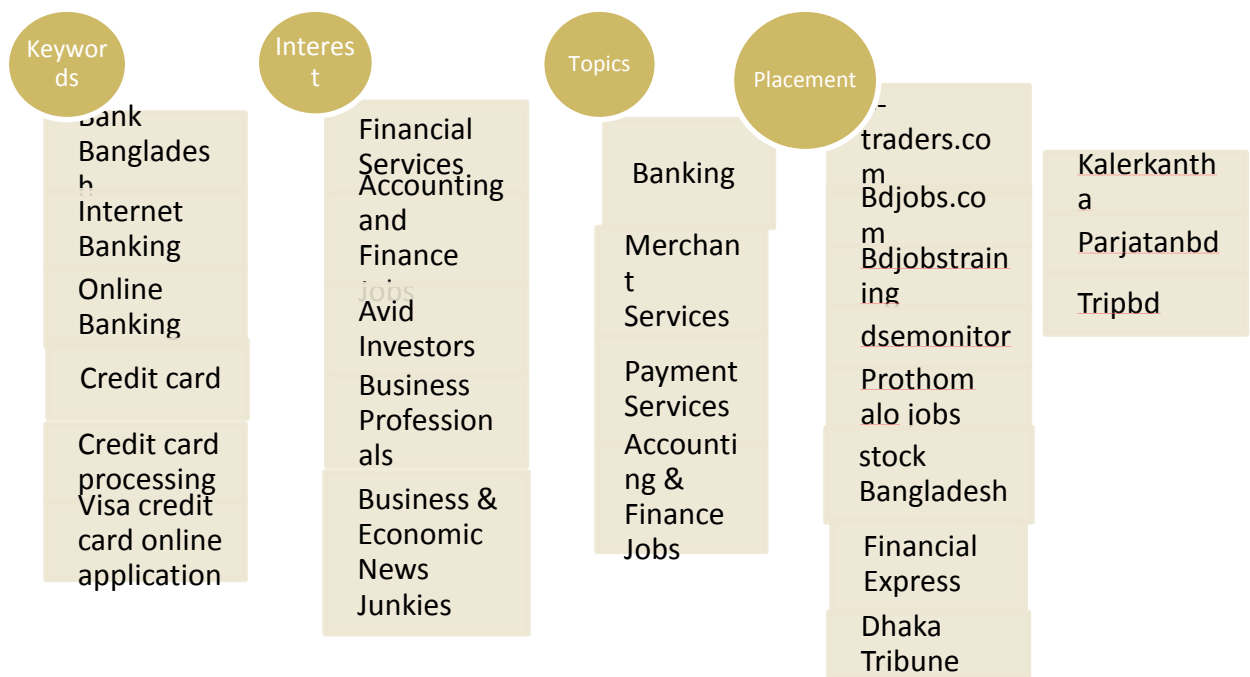 Keywor
ds
Bank
Banglades
h
Internet
Banking
Online
Banking
Credit card
Credit card
processing
Visa credit
card online
application
Interes
t
Financial
Services
Accounting
and
Finance
jobs
Avid
Investors
Business
Profession
als
Business &
Economic
News
Junkies
Topics
Banking
Merchan
t
Services
Payment
Services
Accounti
ng &
Finance
Jobs
Placement
traders.co
m
Bdjobs.co
m
Bdjobstrain
ing
dsemonitor
Prothom
alo jobs
stock
Bangladesh
Financial
Express
Dhaka
Tribune
Kalerkanth
a
Parjatanbd
Tripbd